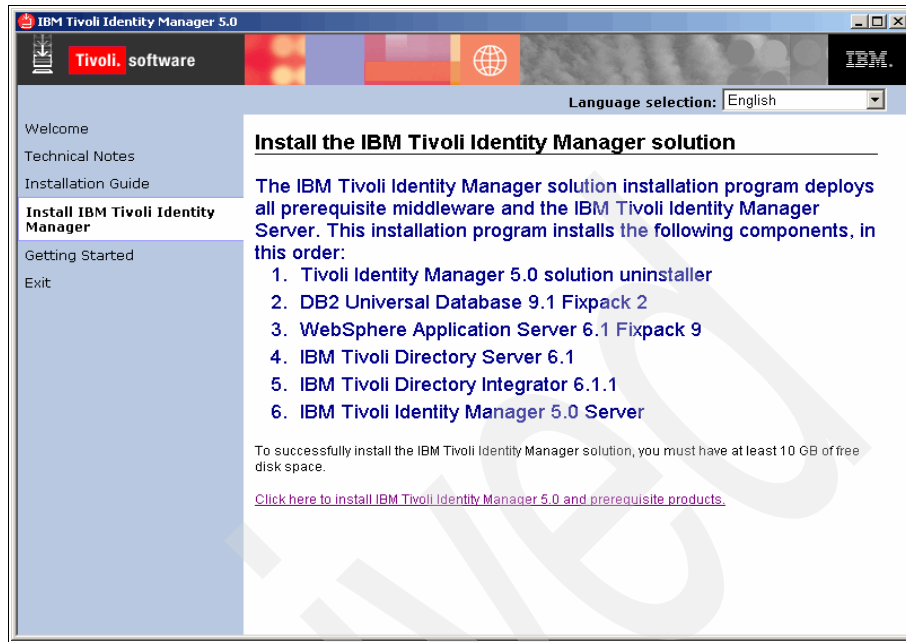 IBM Tivoli Identity Manager 5.0
Tivoli. software
IBM.
Language selection: English
Welcome
Technical Notes
Installation Guide
Install IBM Tivoli Identity
Manager
Getting Started
Exit
Install the IBM Tivoli Identity Manager solution
The IBM Tivoli Identity Manager solution installation program deploys
all prerequisite middleware and the IBM Tivoli Identity Manager
Server. This installation program installs the following components, in
this order:
1. Tivoli Identity Manager 5.0 solution uninstaller
2. DB2 Universal Database 9.1 Fixpack 2
3. WebSphere Application Server 6.1 Fixpack 9
4. IBM Tivoli Directory Server 6.1
5. IBM Tivoli Directory Integrator 6.1.1
6. IBM Tivoli Identity Manager 5.0 Server
To successfully install the IBM Tivoli Identity Manager solution, you must have at least 10 GB of free
disk space.
Click here to install IBM Tivoli Identity Manager 5.0 and prerequisite products.